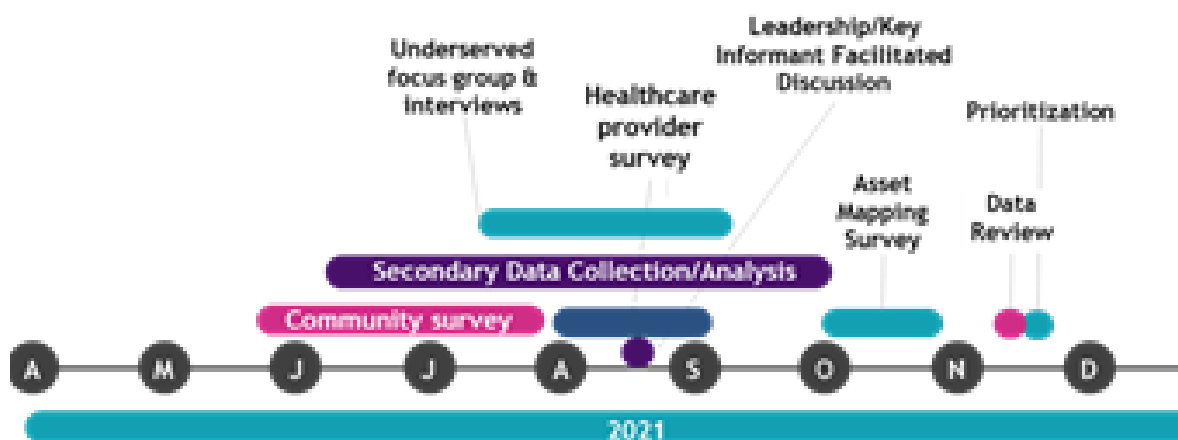 Underserved
focus group &
Interviews
Healthcare
provider
survey
Leadership/Key
Informant Facilitated
Discussion
Prioritization
Asset
Mapping
Survey
Data
Review
Secondary Data Collection/Analysis
Community survey
A M J J A S O N D
2021